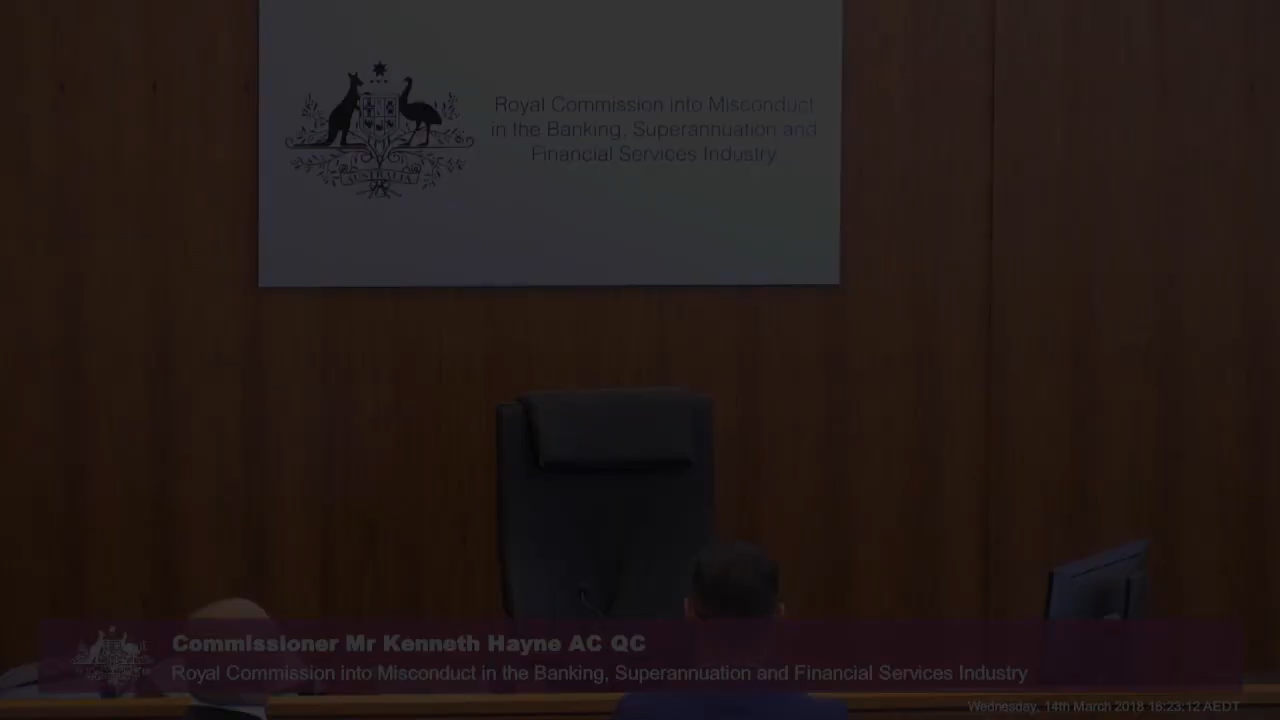 Royal Commission into Misconduct
in the Banking, Superannuation and
Financial Services Industry
AUSTRALIA
Commissioner Mr Kenneth Hayne AC QC
Royal Commission into Misconduct in the Banking, Superannuation and Financial Services Industry
Wednesday, 14th March 2018 16:23:12 AEDT